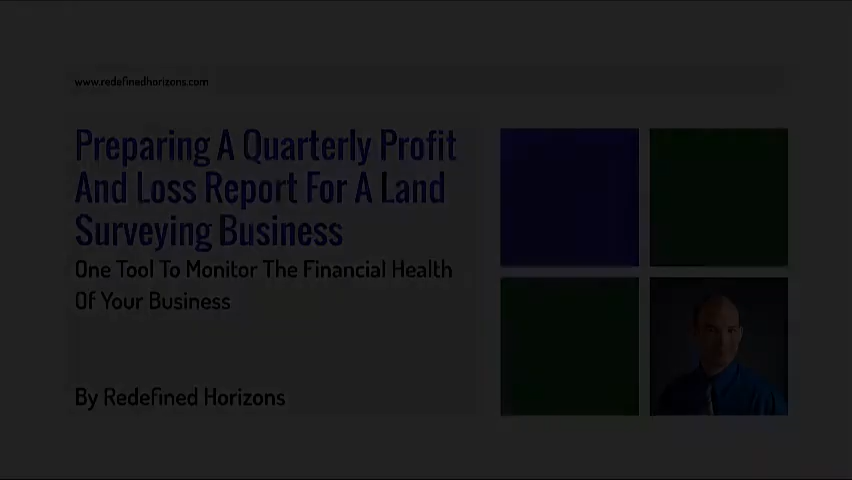 www.redefinedhorizons.com
Preparing A Quarterly Profit
And Loss Report For A Land
Surveying Business
One Tool To Monitor The Financial Health
Of Your Business
By Redefined Horizons